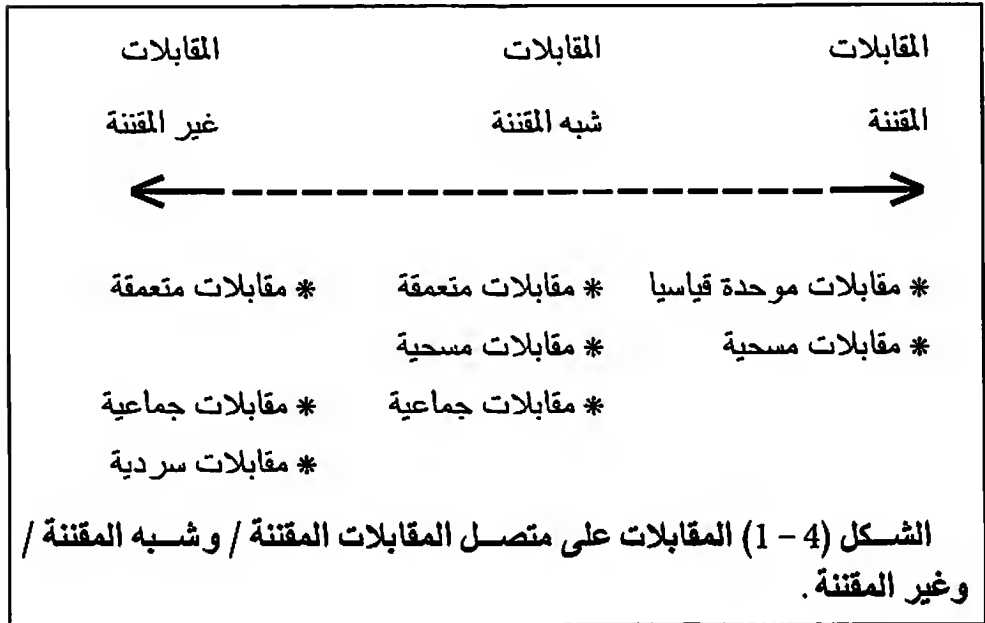 المقابلات المقابلات المقابلات
المقننة شبه المقننة غير المقننة
* مقابلات موحدة قياسيا * مقابلات متعمقة * مقابلات متعمقة
* مقابلات مسحية * مقابلات مسحية
* مقابلات جماعية * مقابلات جماعية
* مقابلات سردية
الشكل (4 – 1) المقابلات على متصل المقابلات المقننة / وشبه المقننة /
وغير المقننة .